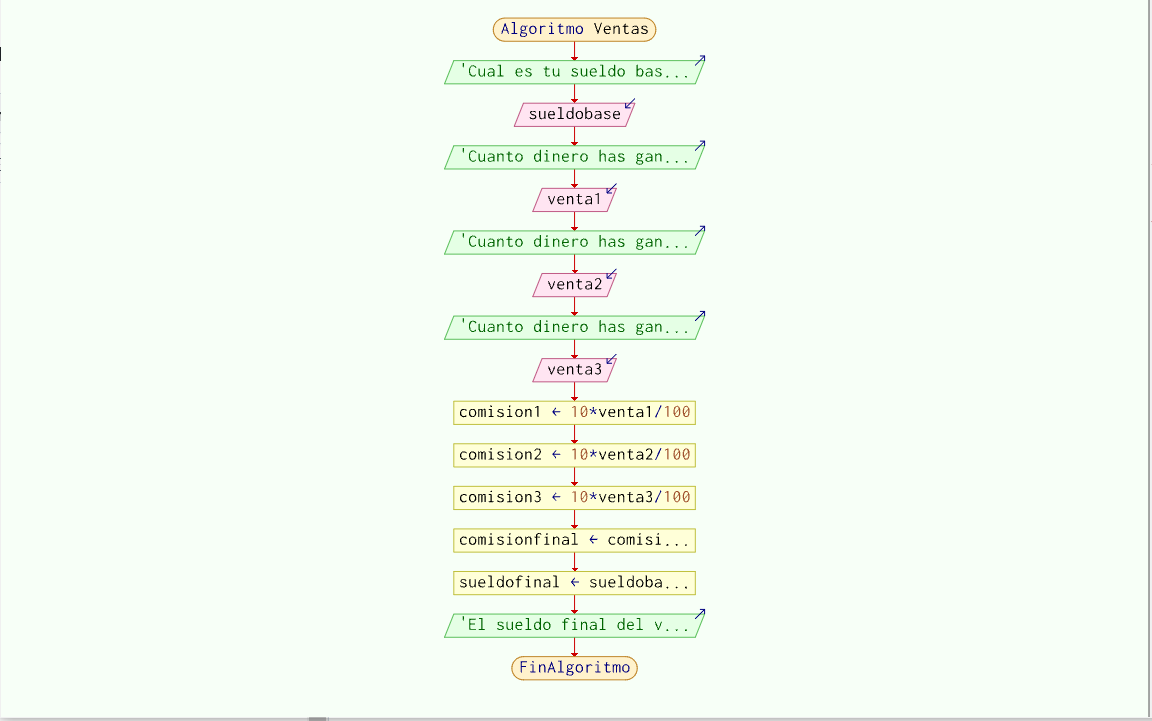 Algoritmo Ventas
'Cual es tu sueldo bas...
sueldobase
'Cuanto dinero has gan...
venta1
'Cuanto dinero has gan...
venta2
'Cuanto dinero has gan...
venta3
comision1 ← 10*venta1/100
comision2 ← 10*venta2/100
comision3 ← 10*venta3/100
comisionfinal ← comisi...
sueldofinal ← sueldoba...
'El sueldo final del v...
FinAlgoritmo